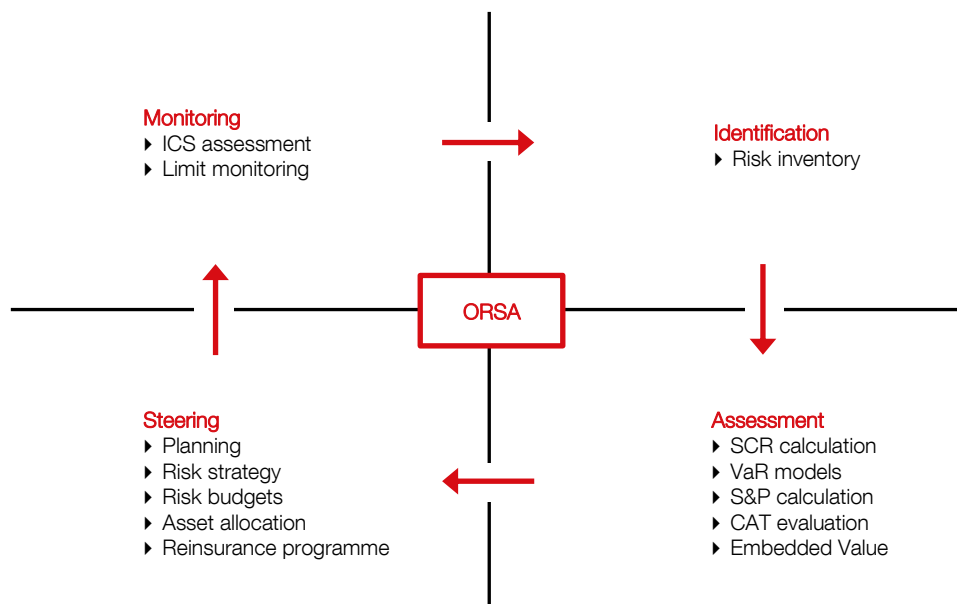 Monitoring
ICS assessment
Limit monitoring
Identification
Risk inventory
ORSA
Steering
Planning
Risk strategy
Risk budgets
Asset allocation
Reinsurance programme
Assessment
SCR calculation
VaR models
S&P calculation
CAT evaluation
Embedded Value